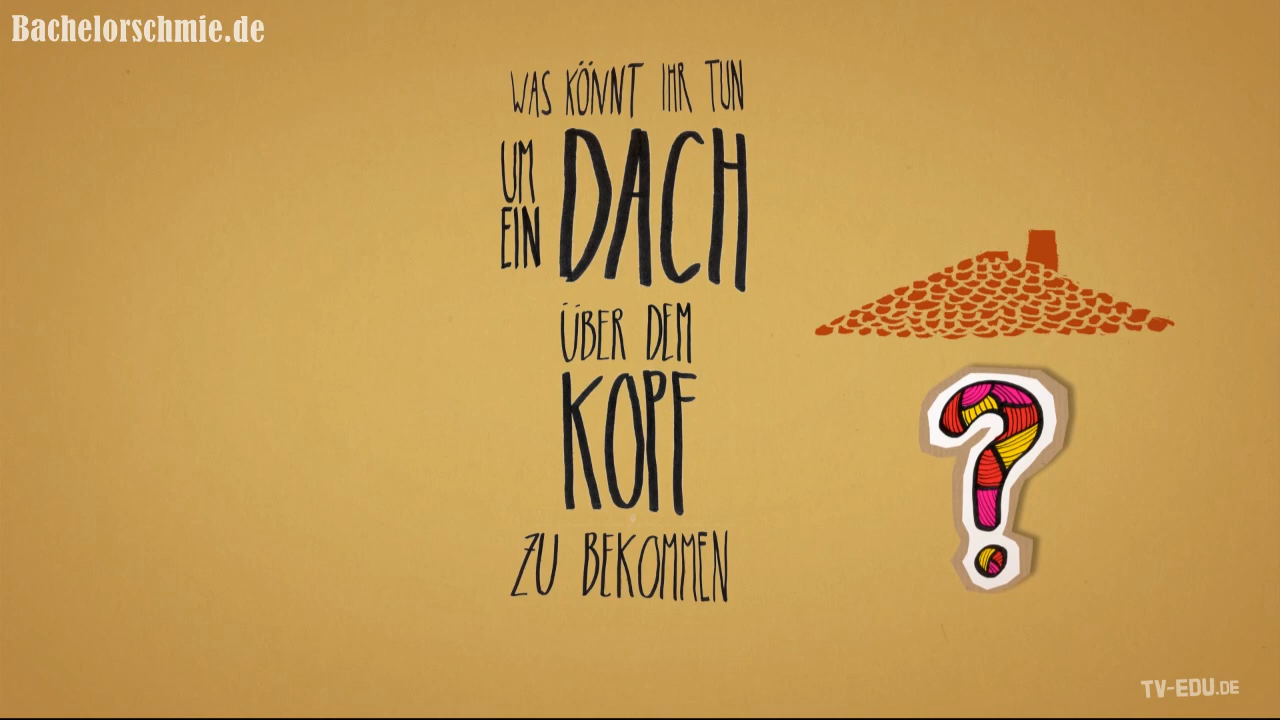 Bachelorschmie.de
WAS KÖNNT IHR TUN
UM
EIN DACH
ÜBER DEM
KOPF
ZU BEKOMMEN
?
TV-EDU.DE